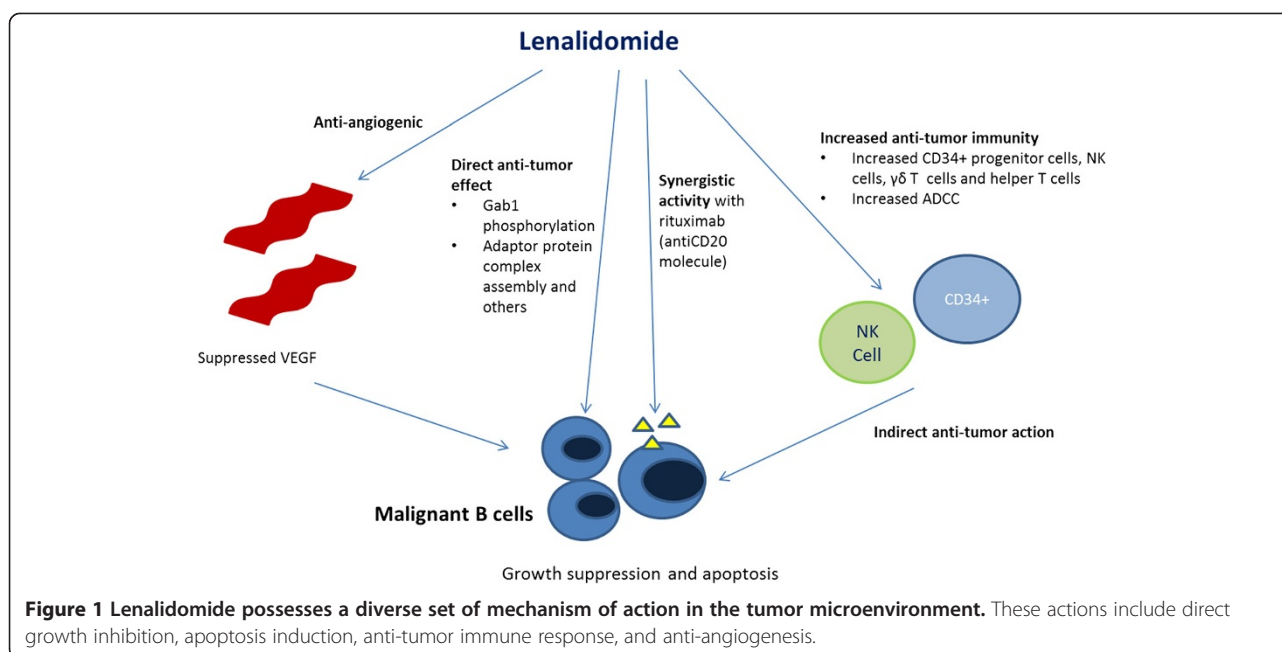 Lenalidomide
Anti-angiogenic
Suppressed VEGF
Direct anti-tumor
effect
• Gab1
phosphorylation
• Adaptor protein
complex
assembly and
others
Synergistic
activity with
rituximab
(antiCD20
molecule)
Increased anti-tumor immunity
• Increased CD34+ progenitor cells, NK
cells, γδ T cells and helper T cells
• Increased ADCC
CD34+
NK
Cell
Indirect anti-tumor action
Malignant B cells
Growth suppression and apoptosis
Figure 1 Lenalidomide possesses a diverse set of mechanism of action in the tumor microenvironment. These actions include direct
growth inhibition, apoptosis induction, anti-tumor immune response, and anti-angiogenesis.